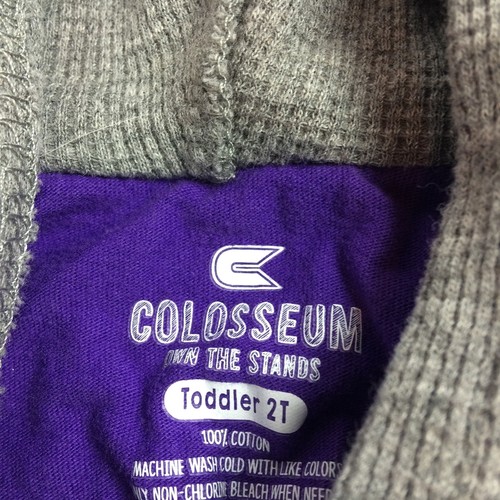 COLOSSEUM
OWN THE STANDS
Toddler 2T
100% COTTON
MACHINE WASH COLD WITH LIKE COLORS
NON-CHLORINE BLEACH WHEN